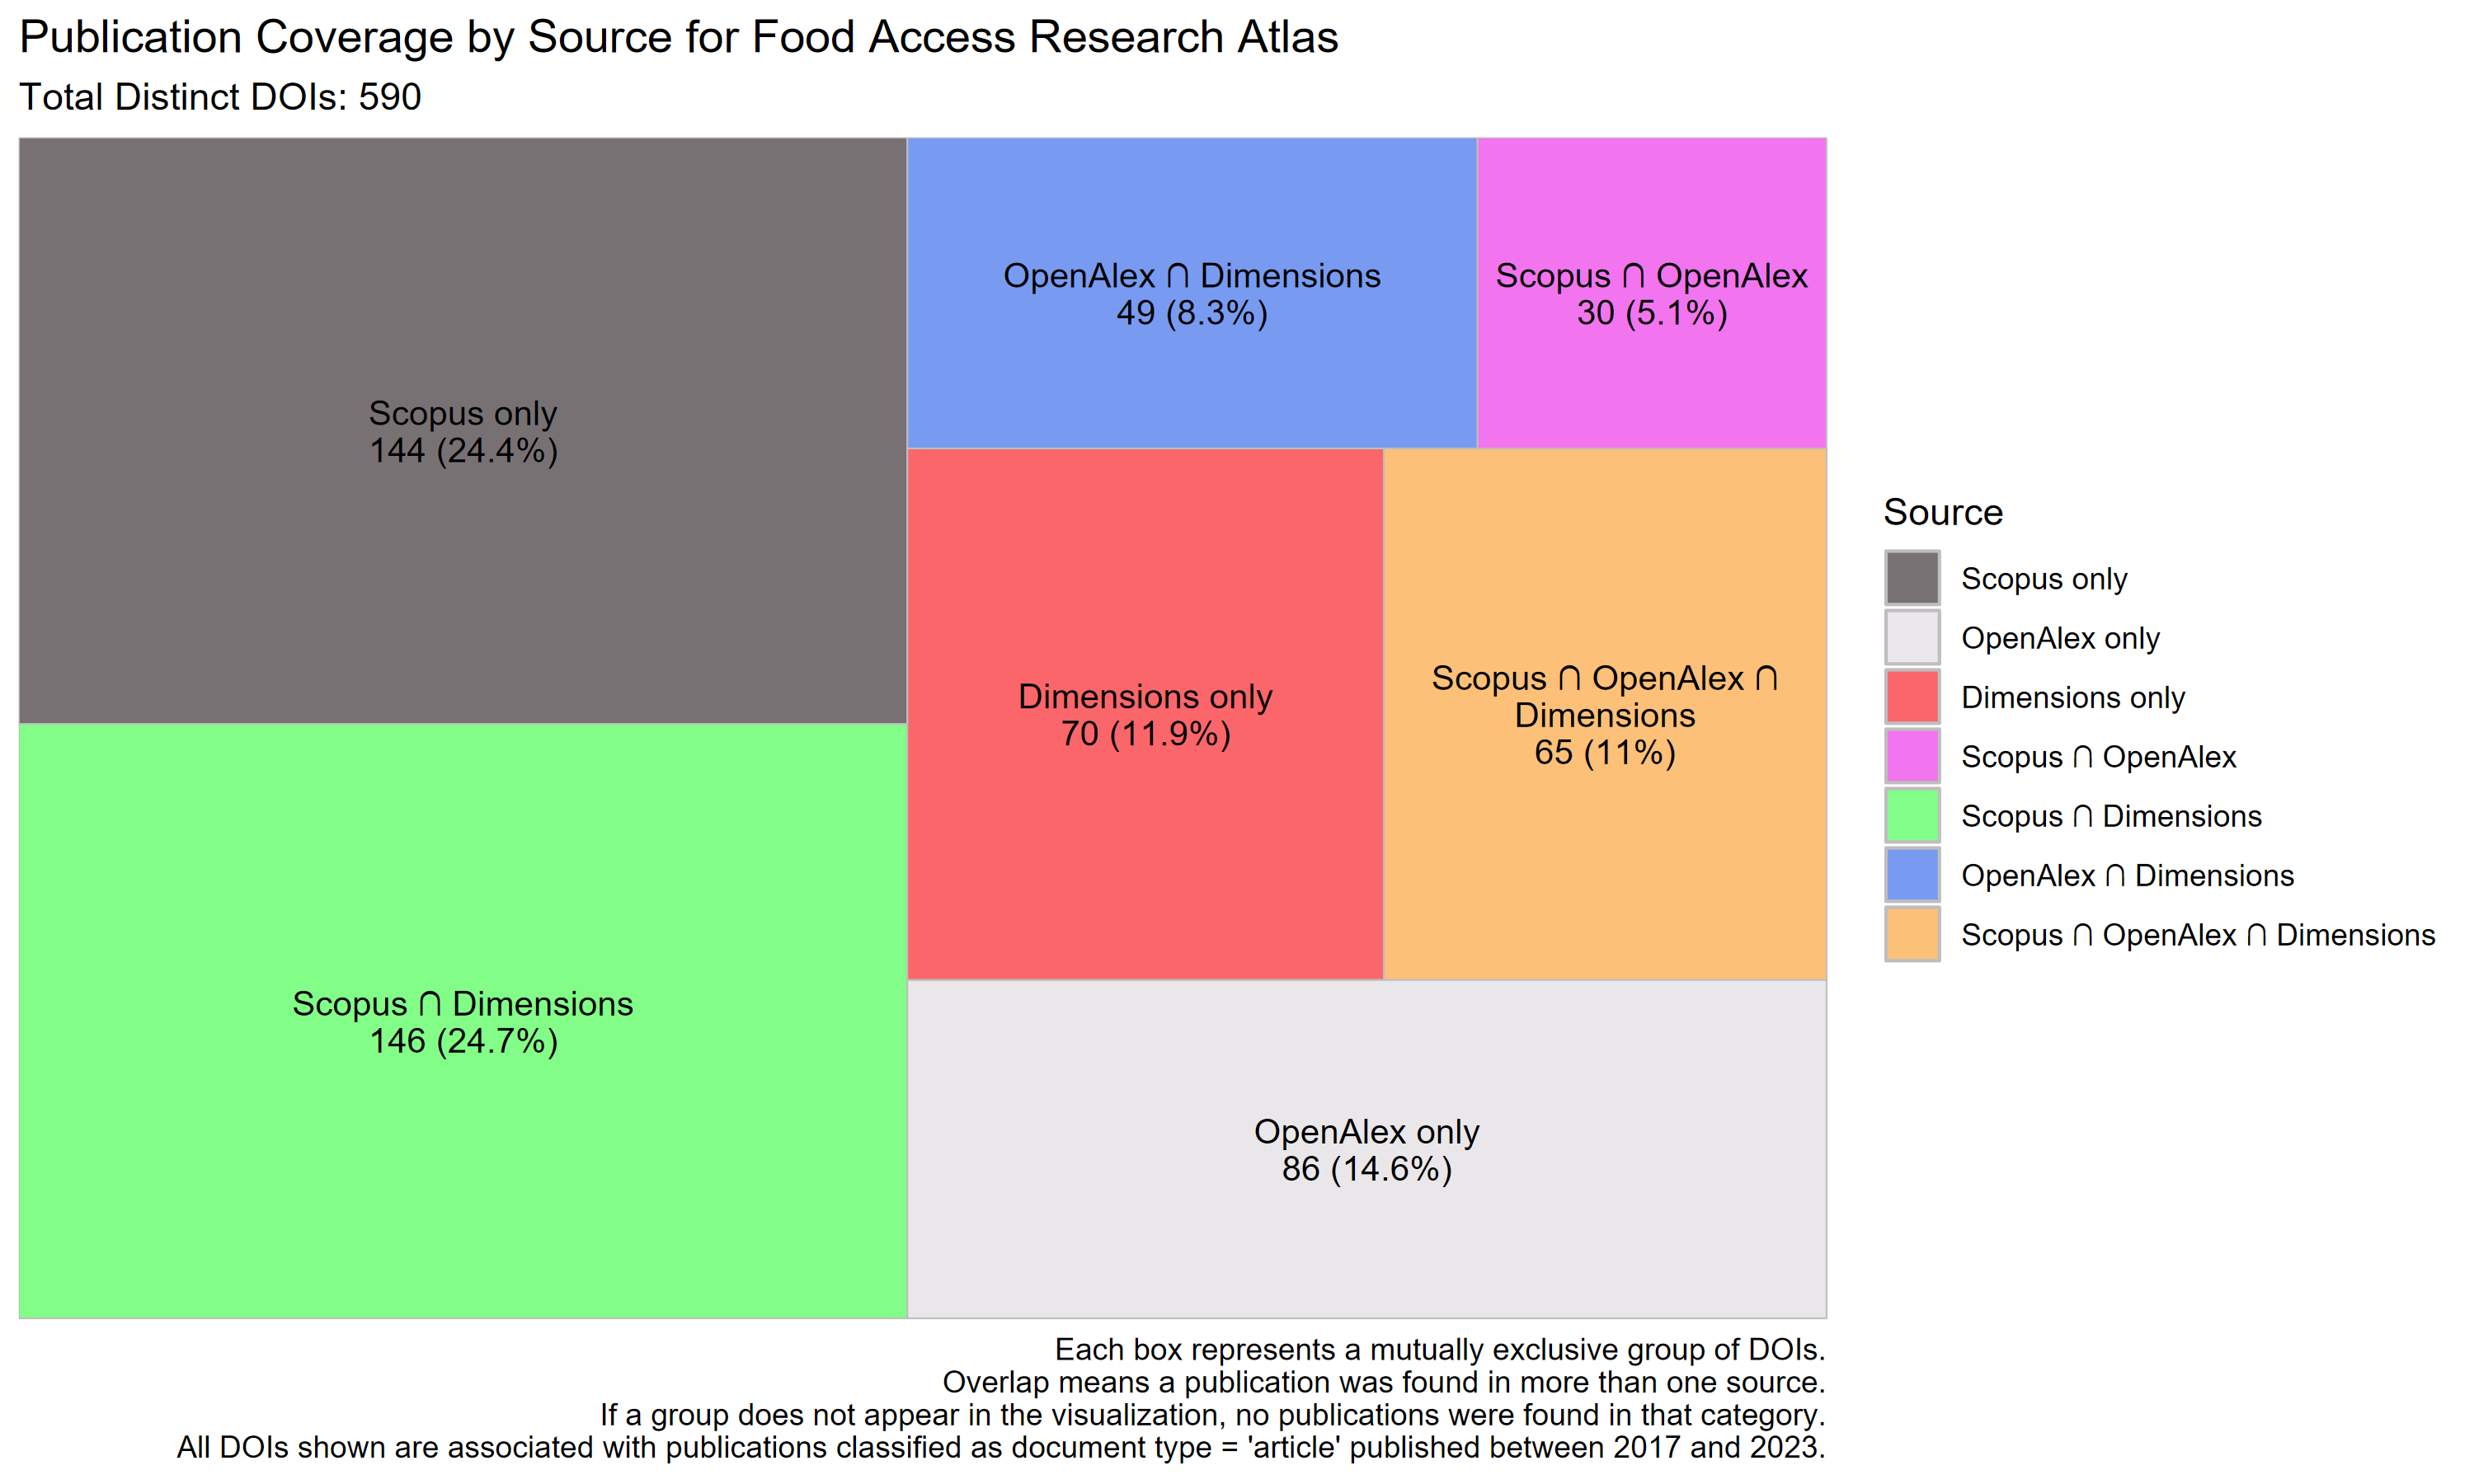 Publication Coverage by Source for Food Access Research Atlas
Total Distinct DOIs: 590
Scopus only
144 (24.4%)
Scopus ∩ Dimensions
146 (24.7%)
OpenAlex ∩ Dimensions
49 (8.3%)
Scopus ∩ OpenAlex
30 (5.1%)
Dimensions only
70 (11.9%)
Scopus ∩ OpenAlex ∩
Dimensions
65 (11%)
OpenAlex only
86 (14.6%)
Source
Scopus only
OpenAlex only
Dimensions only
Scopus ∩ OpenAlex
Scopus ∩ Dimensions
OpenAlex ∩ Dimensions
Scopus ∩ OpenAlex ∩ Dimensions
Each box represents a mutually exclusive group of DOIs.
Overlap means a publication was found in more than one source.
If a group does not appear in the visualization, no publications were found in that category.
All DOIs shown are associated with publications classified as document type = 'article' published between 2017 and 2023.